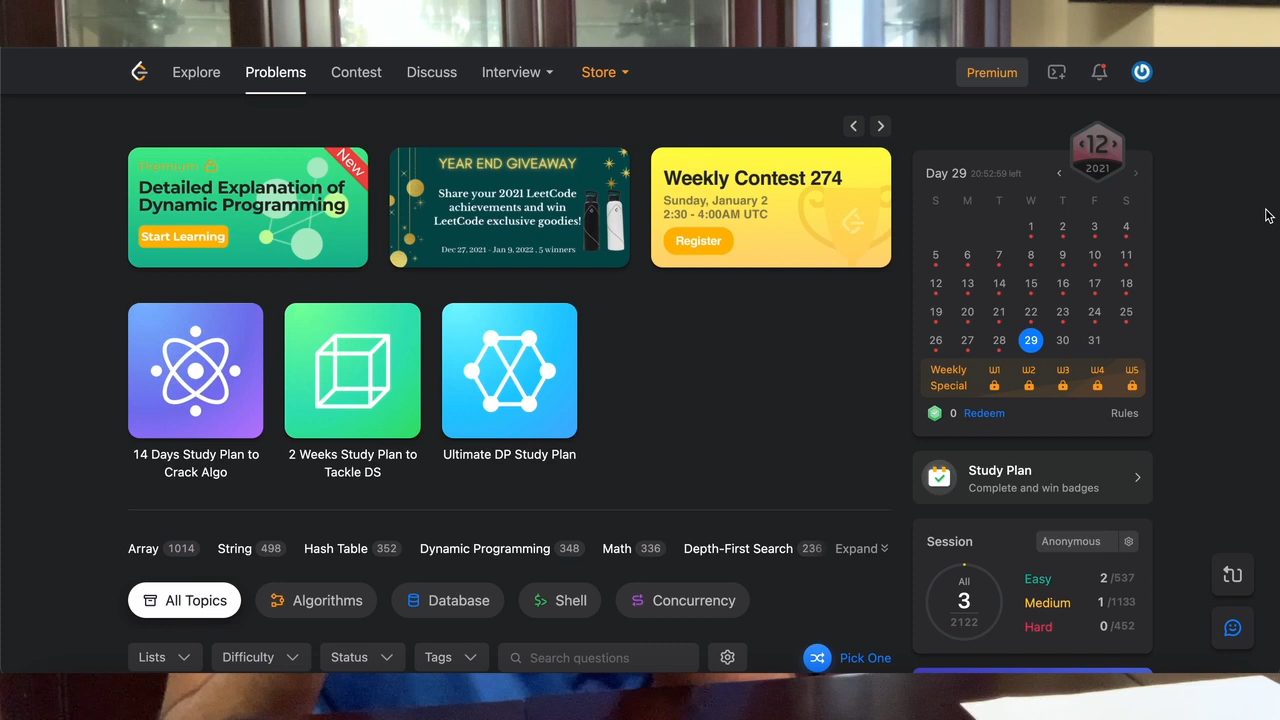 Explore Problems Contest Discuss Interview Store Premium
Premium
New
Detailed Explanation of
Dynamic Programming
Start Learning
YEAR END GIVEAWAY
Share your 2021 LeetCode
achievements and win
LeetCode exclusive goodies!
Dec 27, 2021 - Jan 9, 2022 , 5 winners
Weekly Contest 274
Sunday, January 2
2:30 - 4:00AM UTC
Register
14 Days Study Plan to
Crack Algo
2 Weeks Study Plan to
Tackle DS
Ultimate DP Study Plan
Array 1014 String 498 Hash Table 352 Dynamic Programming 348 Math 336 Depth-First Search 236 Expand
All Topics Algorithms Database $> Shell Concurrency
Lists Difficulty Status Tags Search questions Pick One
12
2021
Day 29 20:52:59 left
S M T W T F S
1 2 3 4
5 6 7 8 9 10 11
12 13 14 15 16 17 18
19 20 21 22 23 24 25
26 27 28 29 30 31
Weekly
Special
W1 W2 W3 W4 W5
0 Redeem Rules
Study Plan
Complete and win badges
Session Anonymous
All
3
2122
Easy 2 /537
Medium 1 /1133
Hard 0 /452